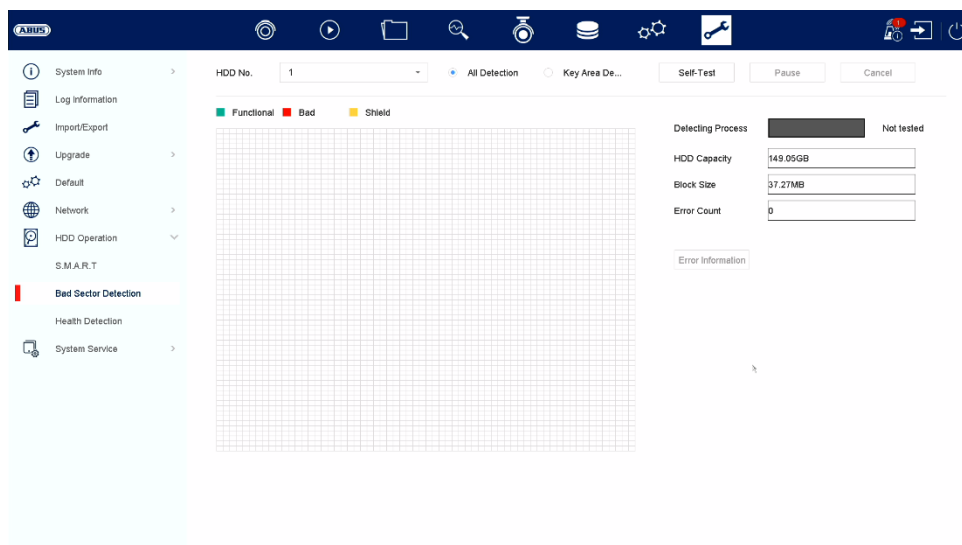 ABUS
1
System Info >
HDD No. 1 All Detection Key Area De... Self-Test Pause Cancel
Log Information
Functional Bad Shield
Import/Export
Detecting Process Not tested
Upgrade >
HDD Capacity 149.05GB
Default
Block Size 37.27MB
Network >
Error Count 0
HDD Operation
Error Information
S.M.A.R.T
Bad Sector Detection
Health Detection
System Service >